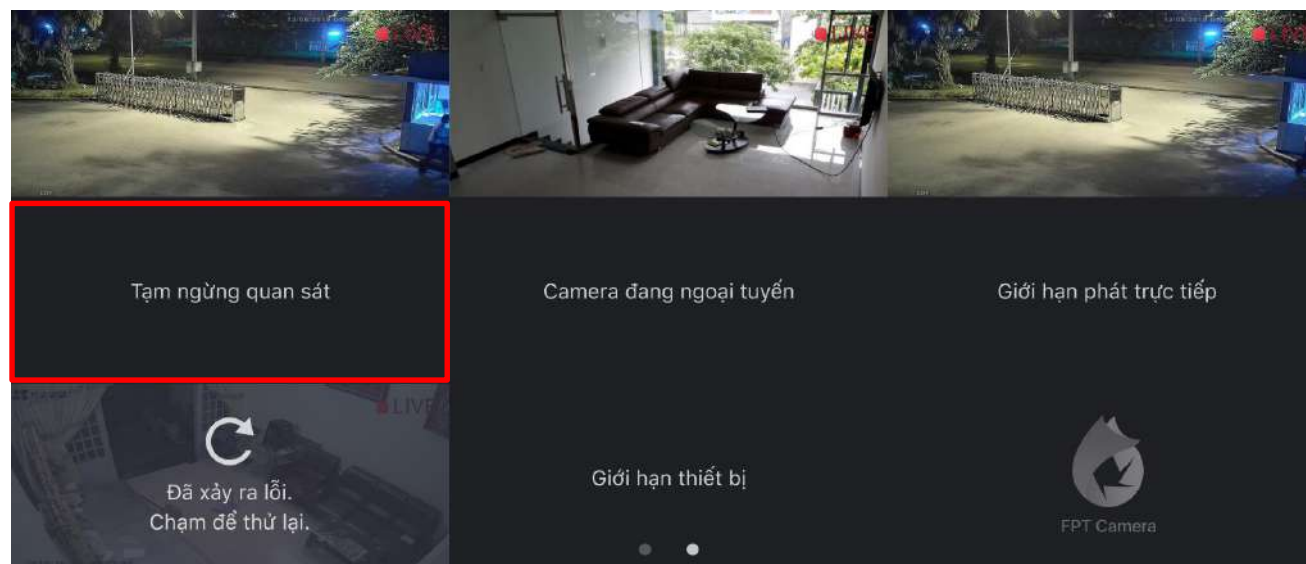 LIVE
LIVE
LIVE
Tạm ngừng quan sát
Camera đang ngoại tuyến
Giới hạn phát trực tiếp
LIVE
Đã xảy ra lỗi.
Chạm để thử lại.
Giới hạn thiết bị
FPT Camera